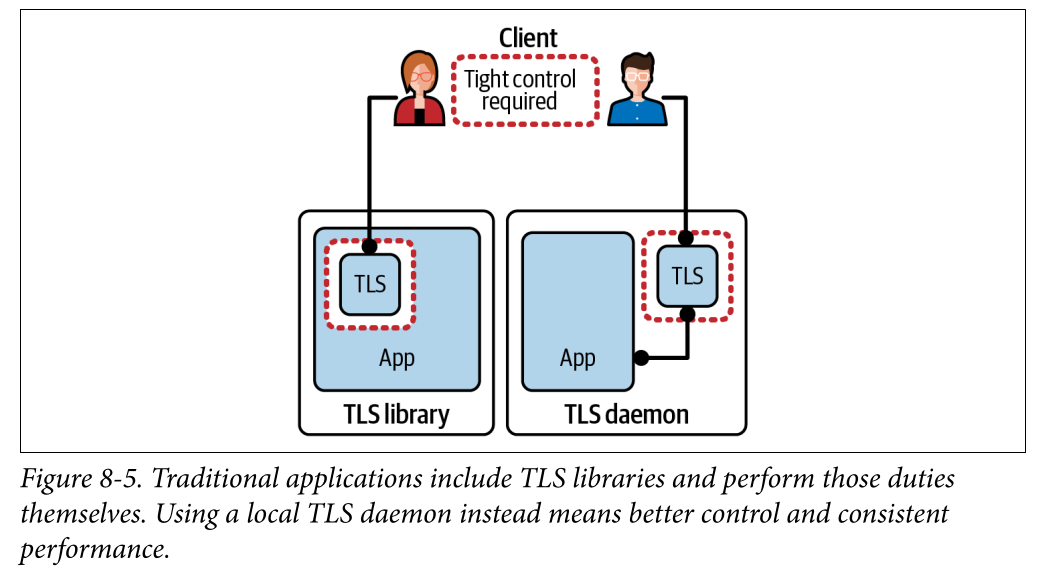 Client
Tight control
required
TLS
App
TLS library
TLS
App
TLS daemon
Figure 8-5. Traditional applications include TLS libraries and perform those duties
themselves. Using a local TLS daemon instead means better control and consistent
performance.